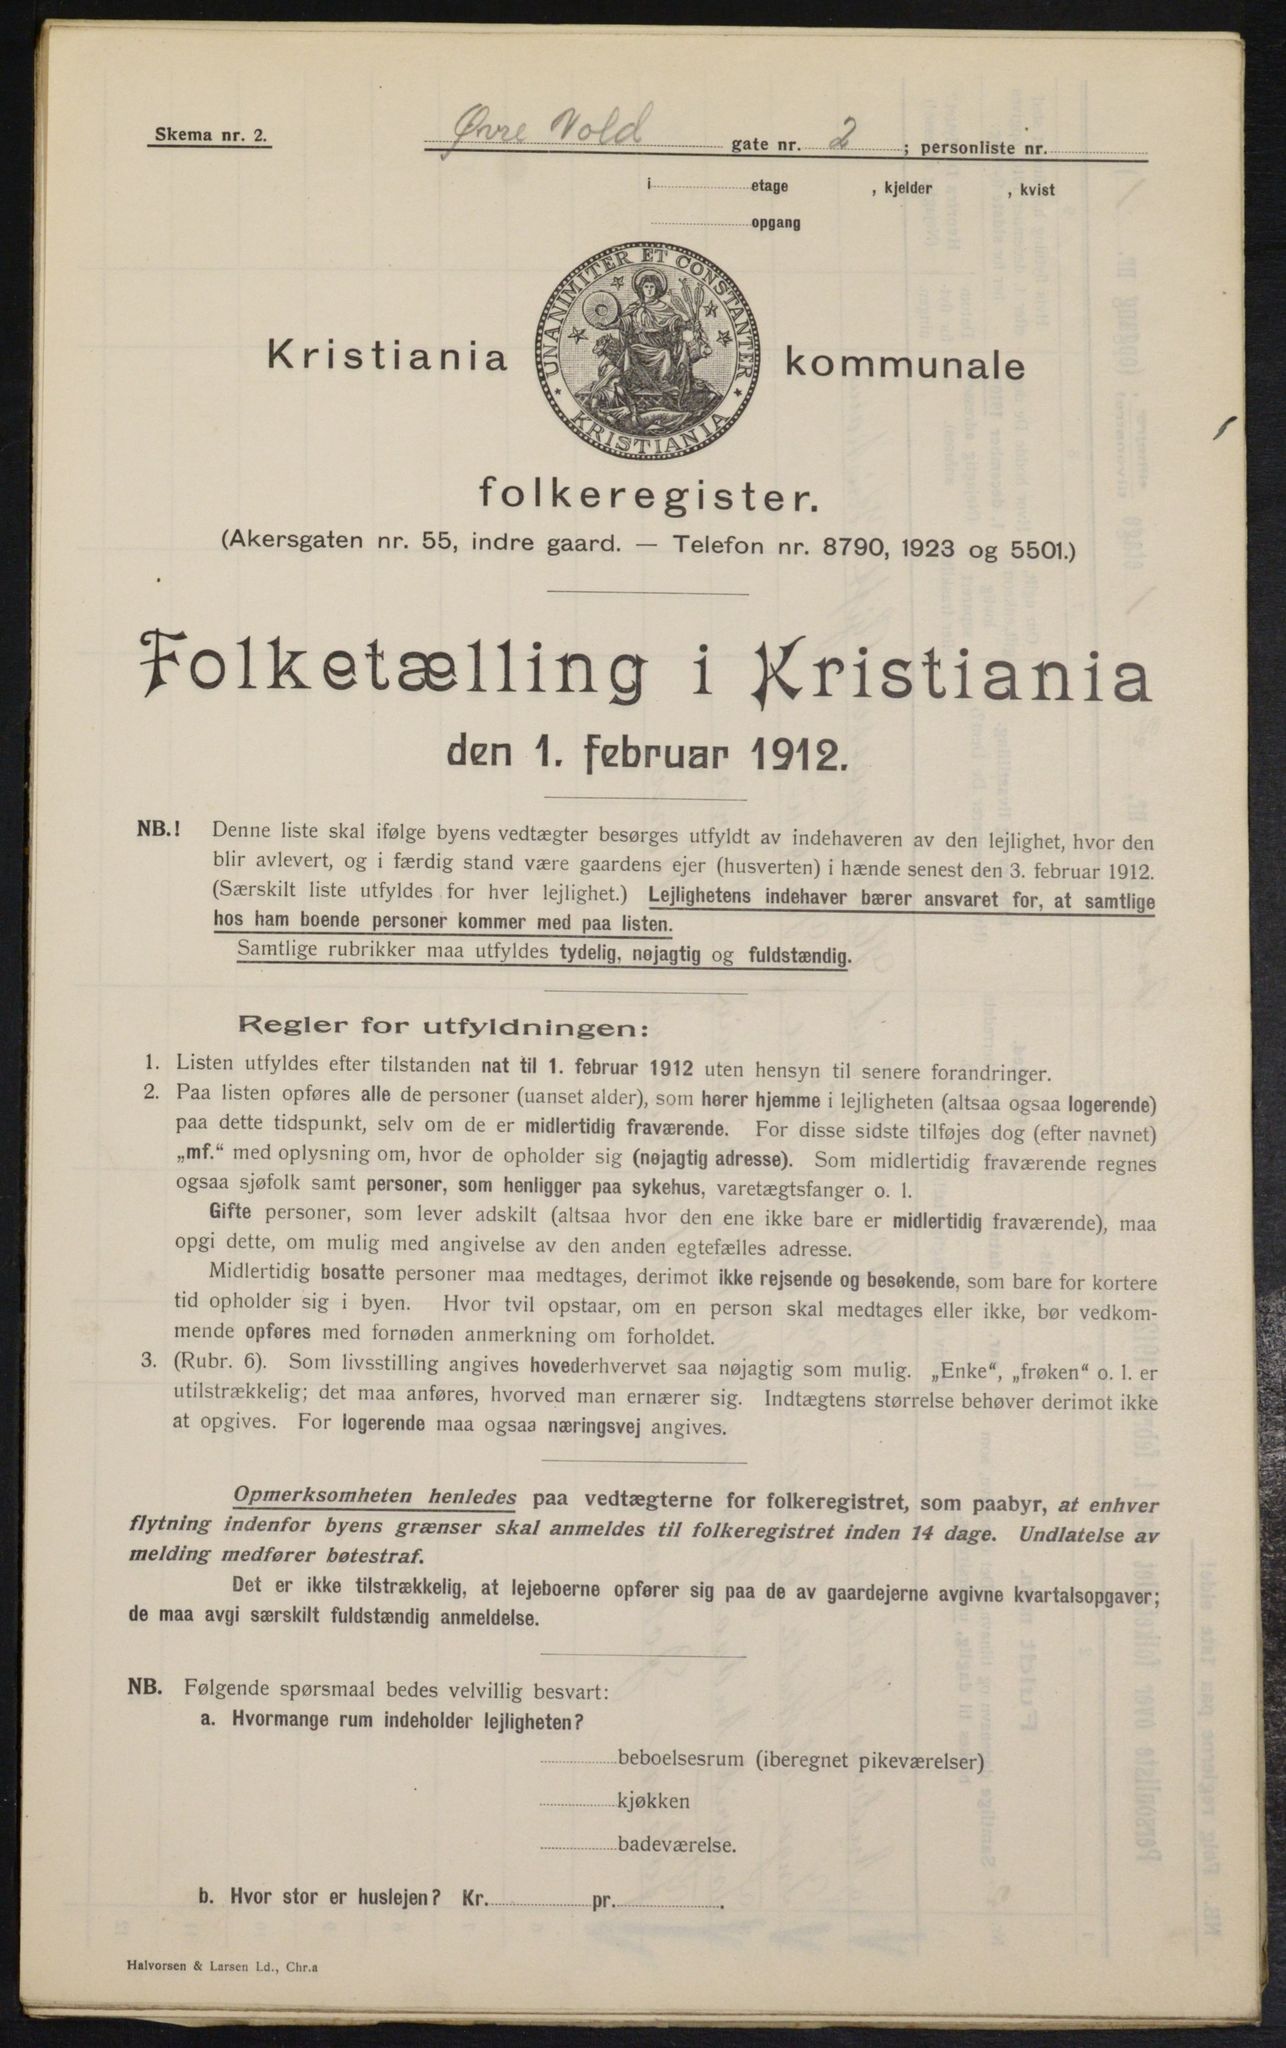 Skema nr. 2.
Øvre Vold gate nr. 2 ; personliste nr.
i etage , kjelder , kvist
opgang
UNANIMITER ET CONSTANTER
KRISTIANIA
Kristiania kommunale
folkeregister.
(Akersgaten nr. 55, indre gaard. — Telefon nr. 8790, 1923 og 5501.)
Folketælling i Kristiania
den 1. februar 1912.
NB.! Denne liste skal ifølge byens vedtægter besørges utfyldt av indehaveren av den lejlighet, hvor den
blir avlevert, og i færdig stand være gaardens ejer (husverten) i hænde senest den 3. februar 1912.
(Særskilt liste utfyldes for hver lejlighet.) Lejlighetens indehaver bærer ansvaret for, at samtlige
hos ham boende personer kommer med paa listen.
Samtlige rubrikker maa utfyldes tydelig, nøjagtig og fuldstændig.
Regler for utfyldningen:
1. Listen utfyldes efter tilstanden nat til 1. februar 1912 uten hensyn til senere forandringer.
2. Paa listen opføres alle de personer (uanset alder), som hører hjemme i lejligheten (altsaa ogsaa logerende)
paa dette tidspunkt, selv om de er midlertidig fraværende. For disse sidste tilføjes dog (efter navnet)
„mf.“ med oplysning om, hvor de opholder sig (nøjagtig adresse). Som midlertidig fraværende regnes
ogsaa sjøfolk samt personer, som henligger paa sykehus, varetægtsfanger o. l.
Gifte personer, som lever adskilt (altsaa hvor den ene ikke bare er midlertidig fraværende), maa
opgi dette, om mulig med angivelse av den anden egtefælles adresse.
Midlertidig bosatte personer maa medtages, derimot ikke rejsende og besøkende, som bare for kortere
tid opholder sig i byen. Hvor tvil opstaar, om en person skal medtages eller ikke, bør vedkom-
mende opføres med fornøden anmerkning om forholdet.
3. (Rubr. 6). Som livsstilling angives hovederhvervet saa nøjagtig som mulig. „Enke“, „frøken“ o. l. er
utilstrækkelig; det maa anføres, hvorved man ernærer sig. Indtægtens størrelse behøver derimot ikke
at opgives. For logerende maa ogsaa næringsvej angives.
Opmerksomheten henledes paa vedtægterne for folkeregistret, som paabyr, at enhver
flytning indenfor byens grænser skal anmeldes til folkeregistret inden 14 dage. Undlatelse av
melding medfører bøtestraf.
Det er ikke tilstrækkelig, at lejeboerne opfører sig paa de av gaardejerne avgivne kvartalsopgaver;
de maa avgi særskilt fuldstændig anmeldelse.
NB. Følgende spørsmaal bedes velvillig besvart:
a. Hvormange rum indeholder lejligheten?
beboelsesrum (iberegnet pikeværelser)
kjøkken
badeværelse.
b. Hvor stor er huslejen? Kr. pr. .
Halvorsen & Larsen Ld., Chr.a